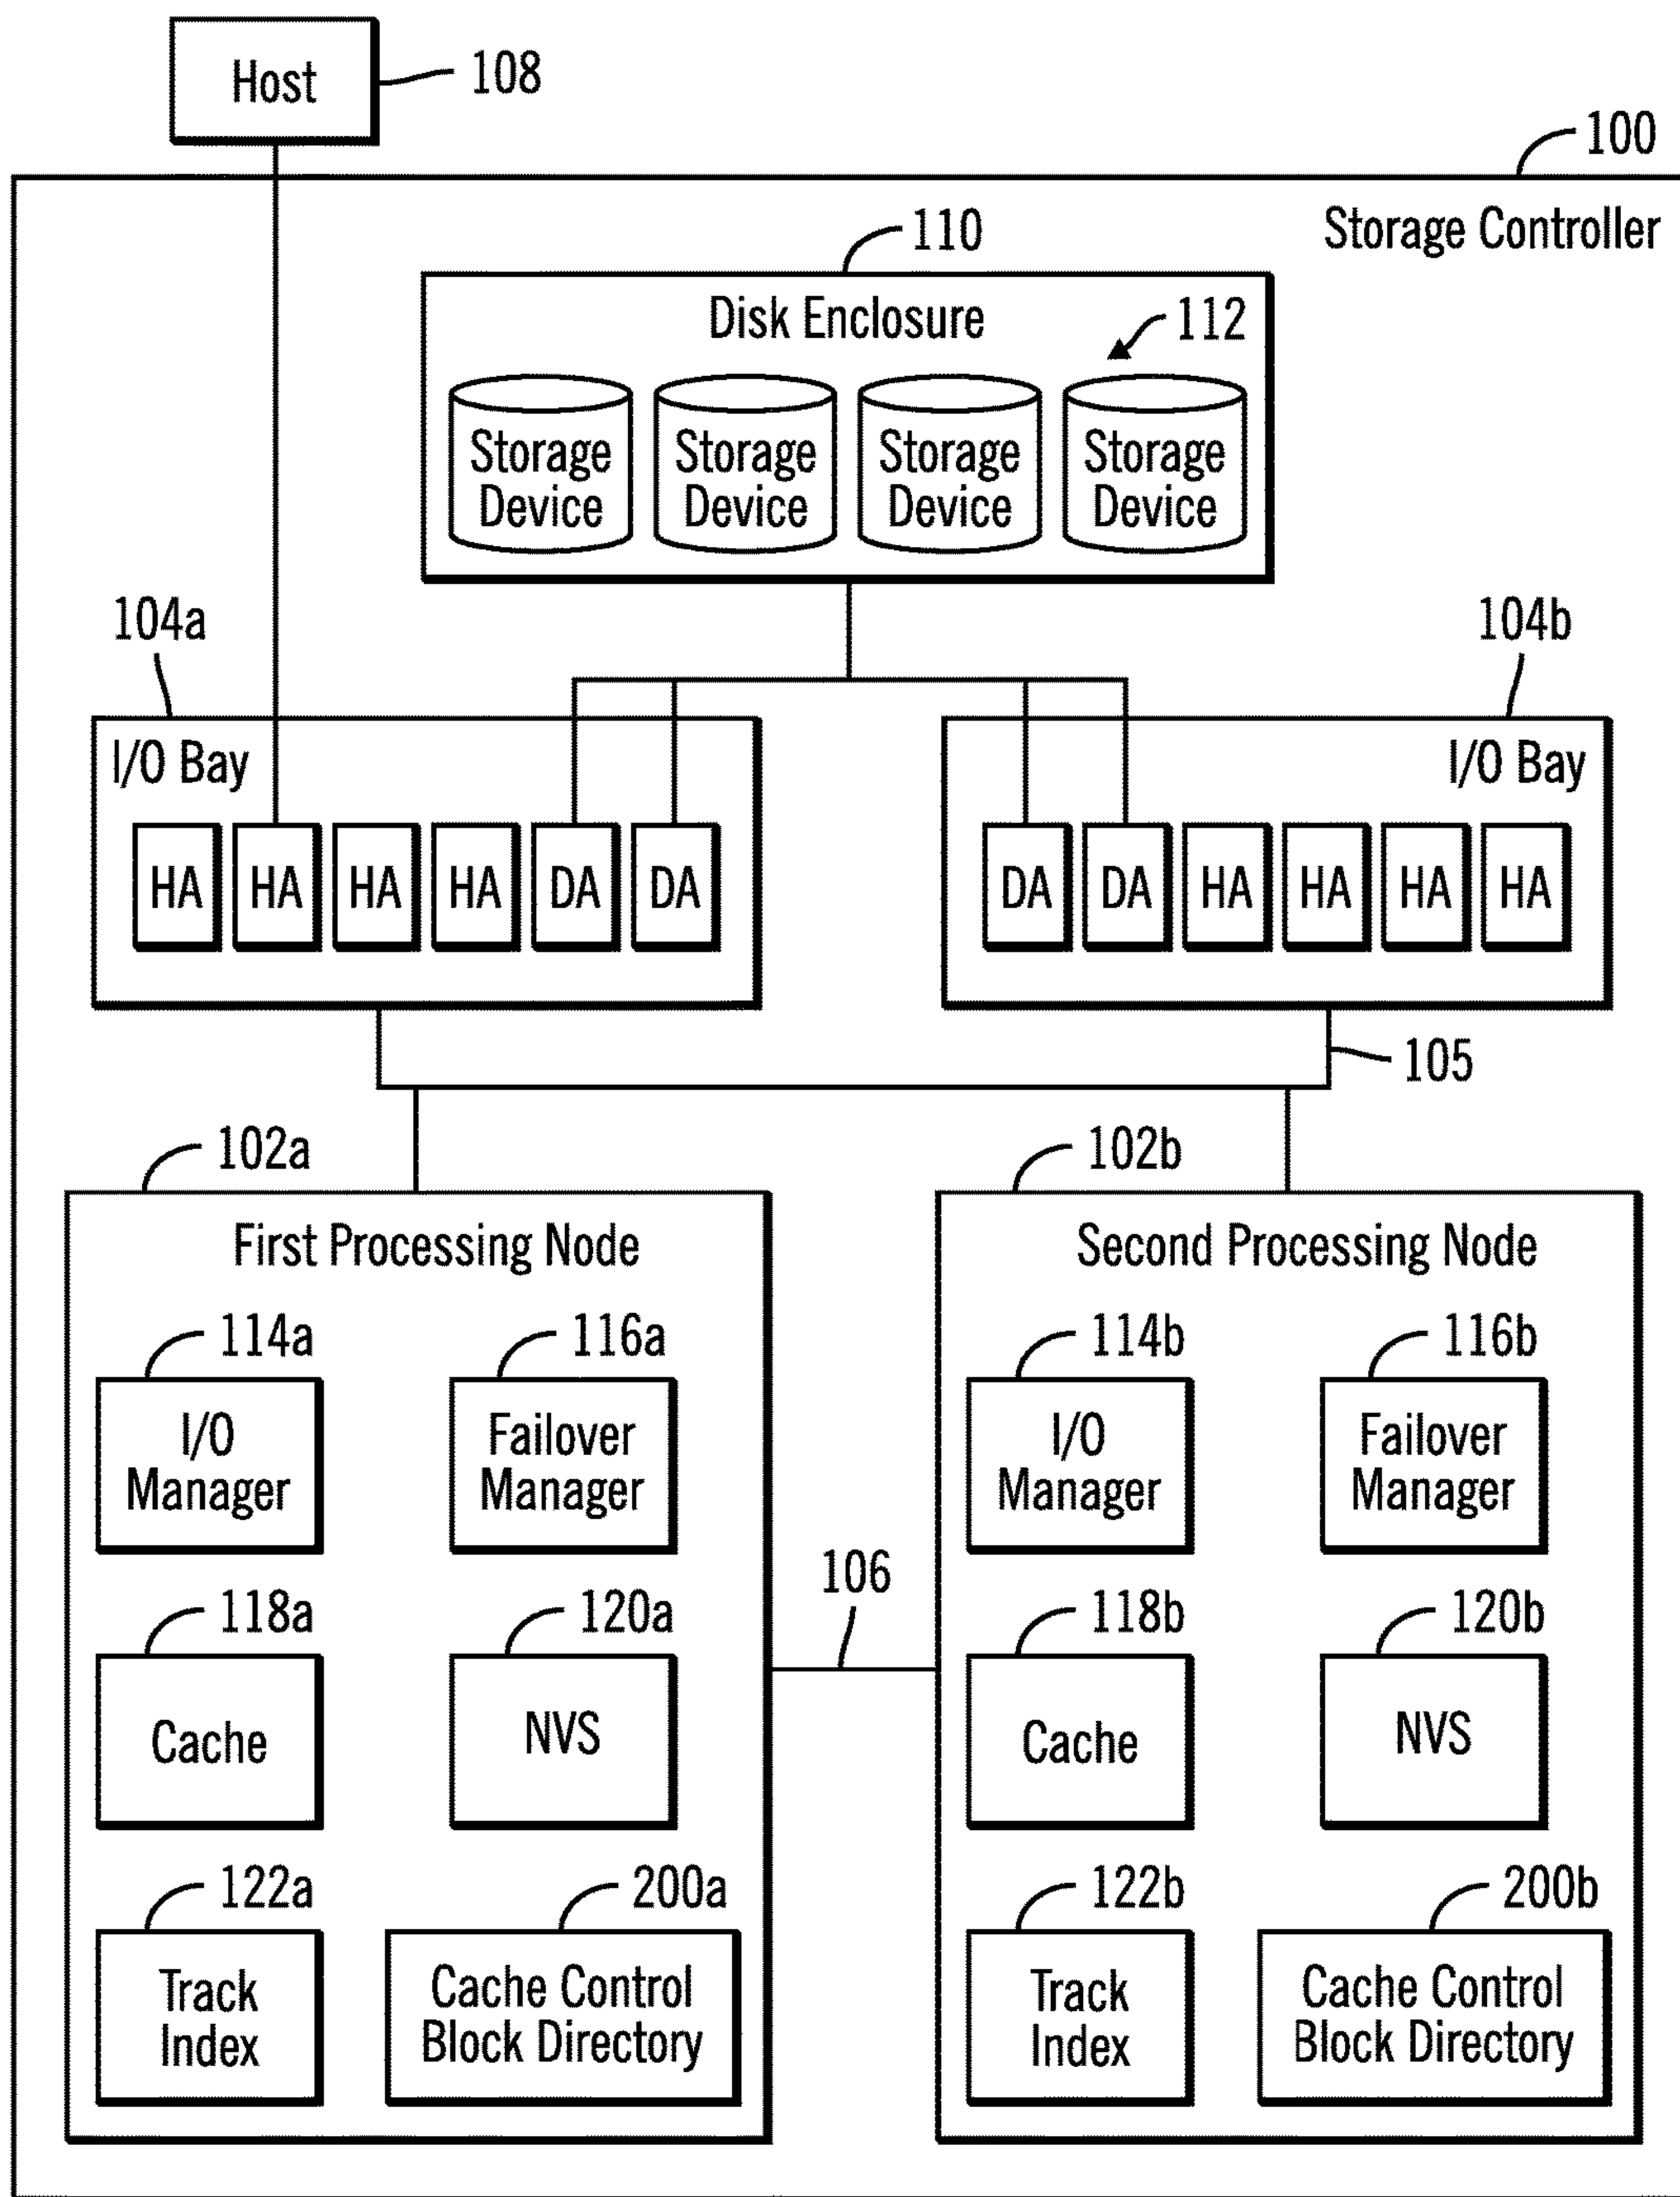 Host
108
100
Storage Controller
110
Disk Enclosure
112
Storage Device
Storage Device
Storage Device
Storage Device
104a
104b
I/O Bay
I/O Bay
HA HA HA HA DA DA
DA DA HA HA HA HA
105
102a
102b
First Processing Node
Second Processing Node
114a
116a
114b
116b
I/O
Manager
Failover
Manager
I/O
Manager
Failover
Manager
106
118a
120a
118b
120b
Cache
NVS
Cache
NVS
122a
200a
122b
200b
Track
Index
Cache Control
Block Directory
Track
Index
Cache Control
Block Directory